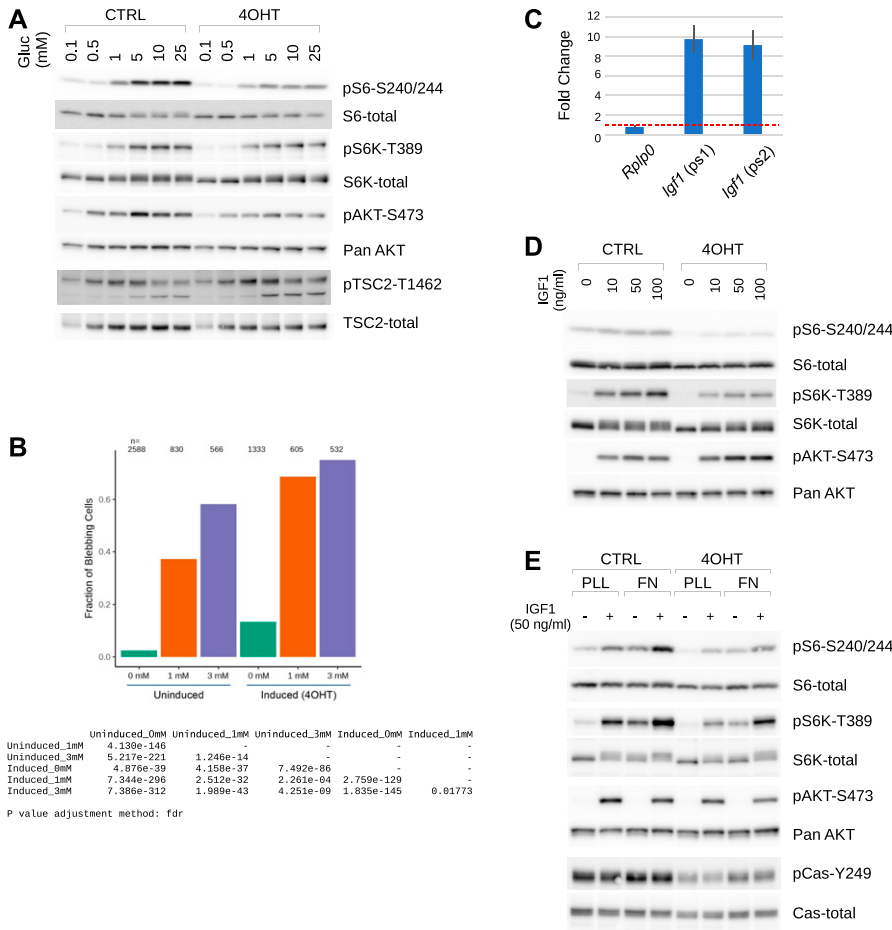 A
CTRL 4OHT
Gluc (mM)
0.1 0.5 1 5 10 25 0.1 0.5 1 5 10 25
pS6-S240/244
S6-total
pS6K-T389
S6K-total
pAKT-S473
Pan AKT
pTSC2-T1462
TSC2-total
B
n=
2588 830 566 1333 605 532
Fraction of Blebbing Cells
0.6
0.4
0.2
0.0
0 mM 1 mM 3 mM 0 mM 1 mM 3 mM
Uninduced Induced (4OHT)
Uninduced_0mM Uninduced_1mM Uninduced_3mM Induced_0mM Induced_1mM
Uninduced_1mM 4.130e-146 - - - -
Uninduced_3mM 5.217e-221 1.246e-14 - - -
Induced_0mM 4.876e-39 4.158e-37 7.492e-86 - -
Induced_1mM 7.344e-296 2.512e-32 2.261e-04 2.759e-129 -
Induced_3mM 7.386e-312 1.989e-43 4.251e-09 1.835e-145 0.01773
P value adjustment method: fdr
C
Fold Change
12
10
8
6
4
2
0
Rplp0 Igf1 (ps1) Igf1 (ps2)
D
CTRL 4OHT
IGF1 (ng/ml)
0 10 50 100 0 10 50 100
pS6-S240/244
S6-total
pS6K-T389
S6K-total
pAKT-S473
Pan AKT
E
CTRL 4OHT
PLL FN PLL FN
IGF1
(50 ng/ml)
- + - + - + - +
pS6-S240/244
S6-total
pS6K-T389
S6K-total
pAKT-S473
Pan AKT
pCas-Y249
Cas-total